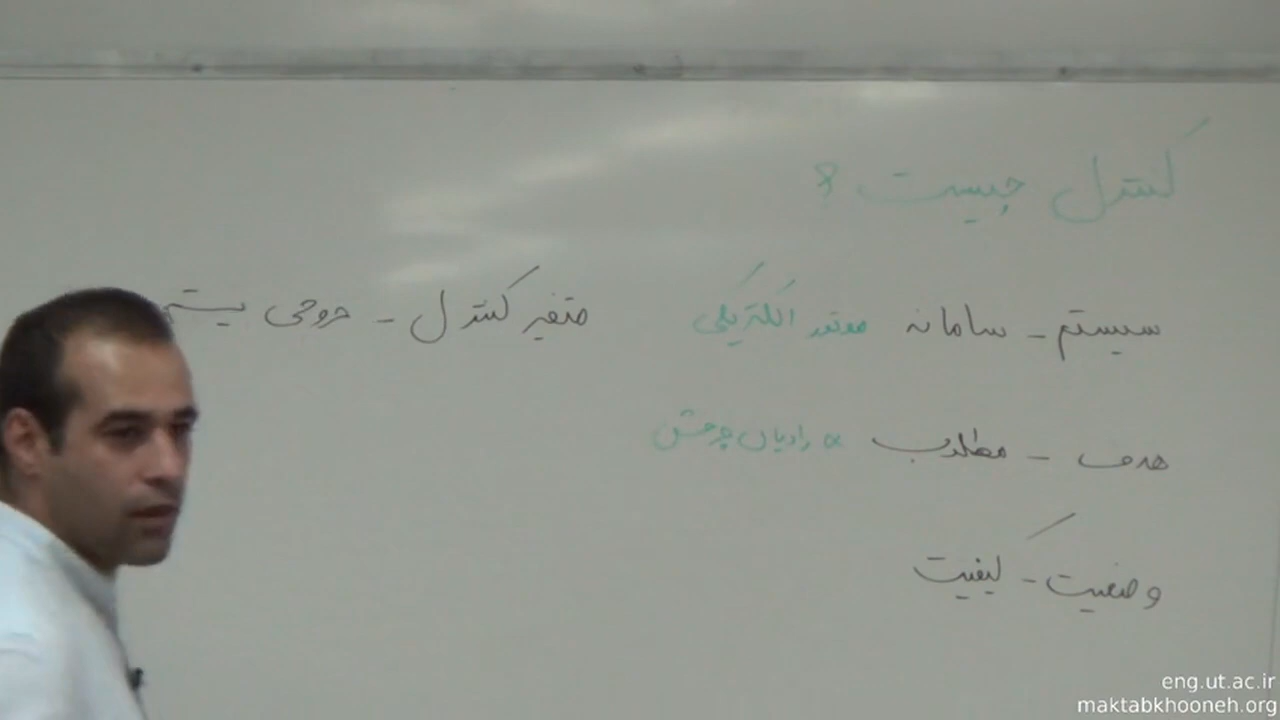 کنترل چیست ؟
سیستم - سامانه موتور الکتریکی
متغیر کنترل - خروجی سیستم
هدف - مطلوب α رادیان چرخش
وضعیت - کیفیت
eng.ut.ac.ir
maktabkhooneh.org